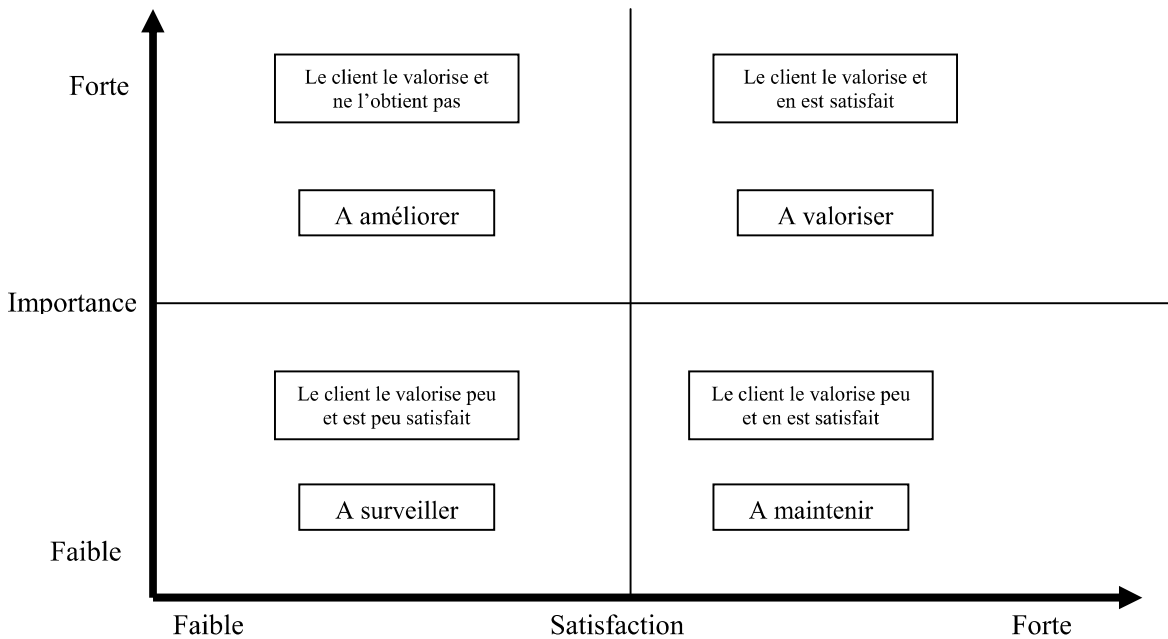 Forte
Le client le valorise et
ne l’obtient pas
Le client le valorise et
en est satisfait
A améliorer
A valoriser
Importance
Le client le valorise peu
et est peu satisfait
Le client le valorise peu
et en est satisfait
A surveiller
A maintenir
Faible
Faible
Satisfaction
Forte